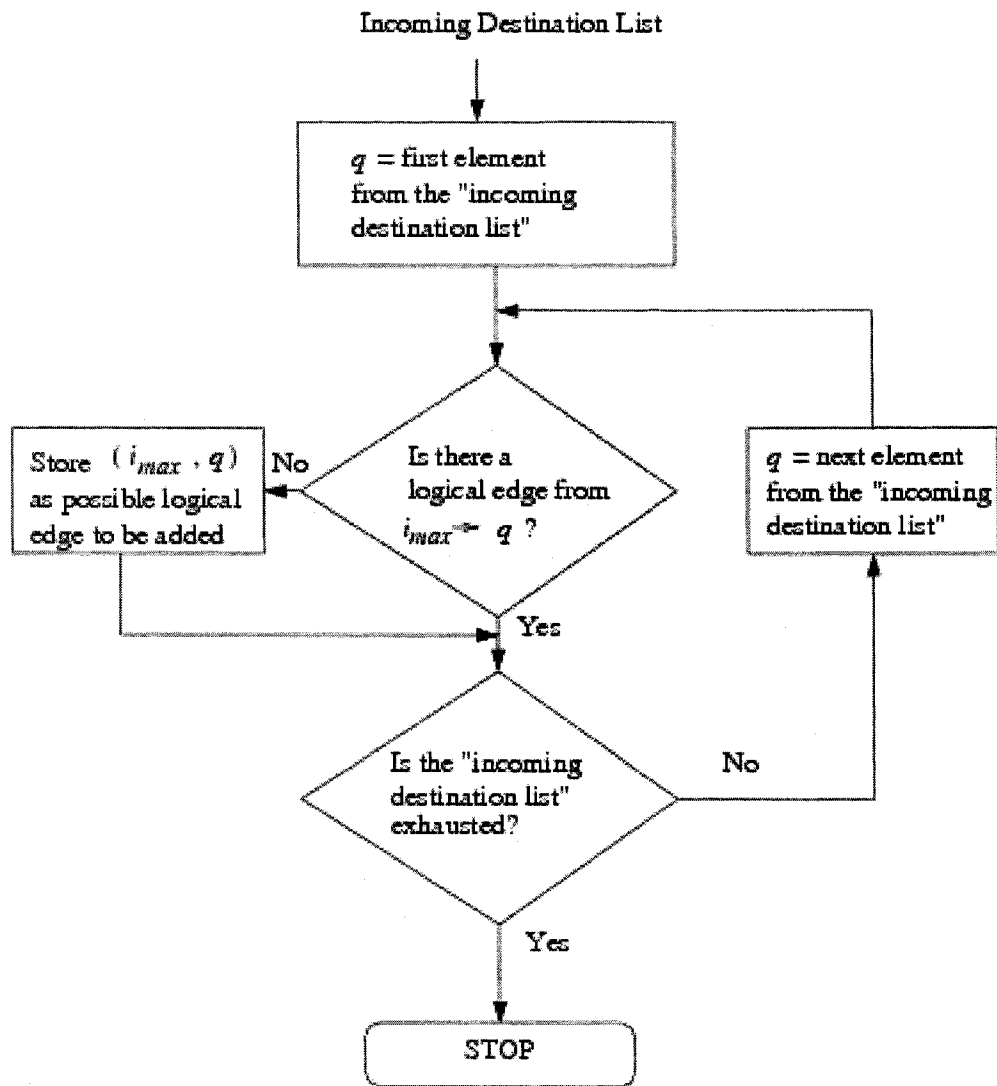 Incoming Destination List
q = first element
from the "incoming
destination list"
Is there a
logical edge from
i_max → q ?
No
Store (i_max , q)
as possible logical
edge to be added
q = next element
from the "incoming
destination list"
Yes
Is the "incoming
destination list"
exhausted?
No
Yes
STOP